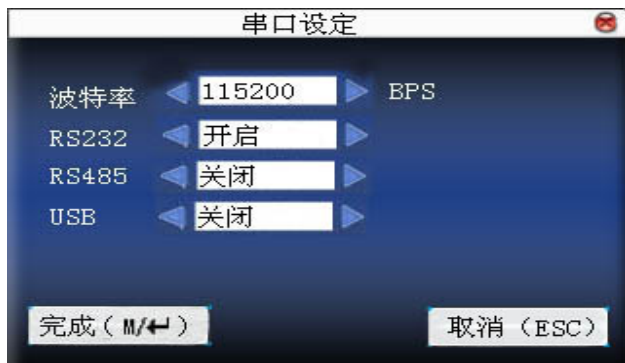 串口设定
波特率 115200 BPS
RS232 开启
RS485 关闭
USB 关闭
完成（M/↵） 取消（ESC）